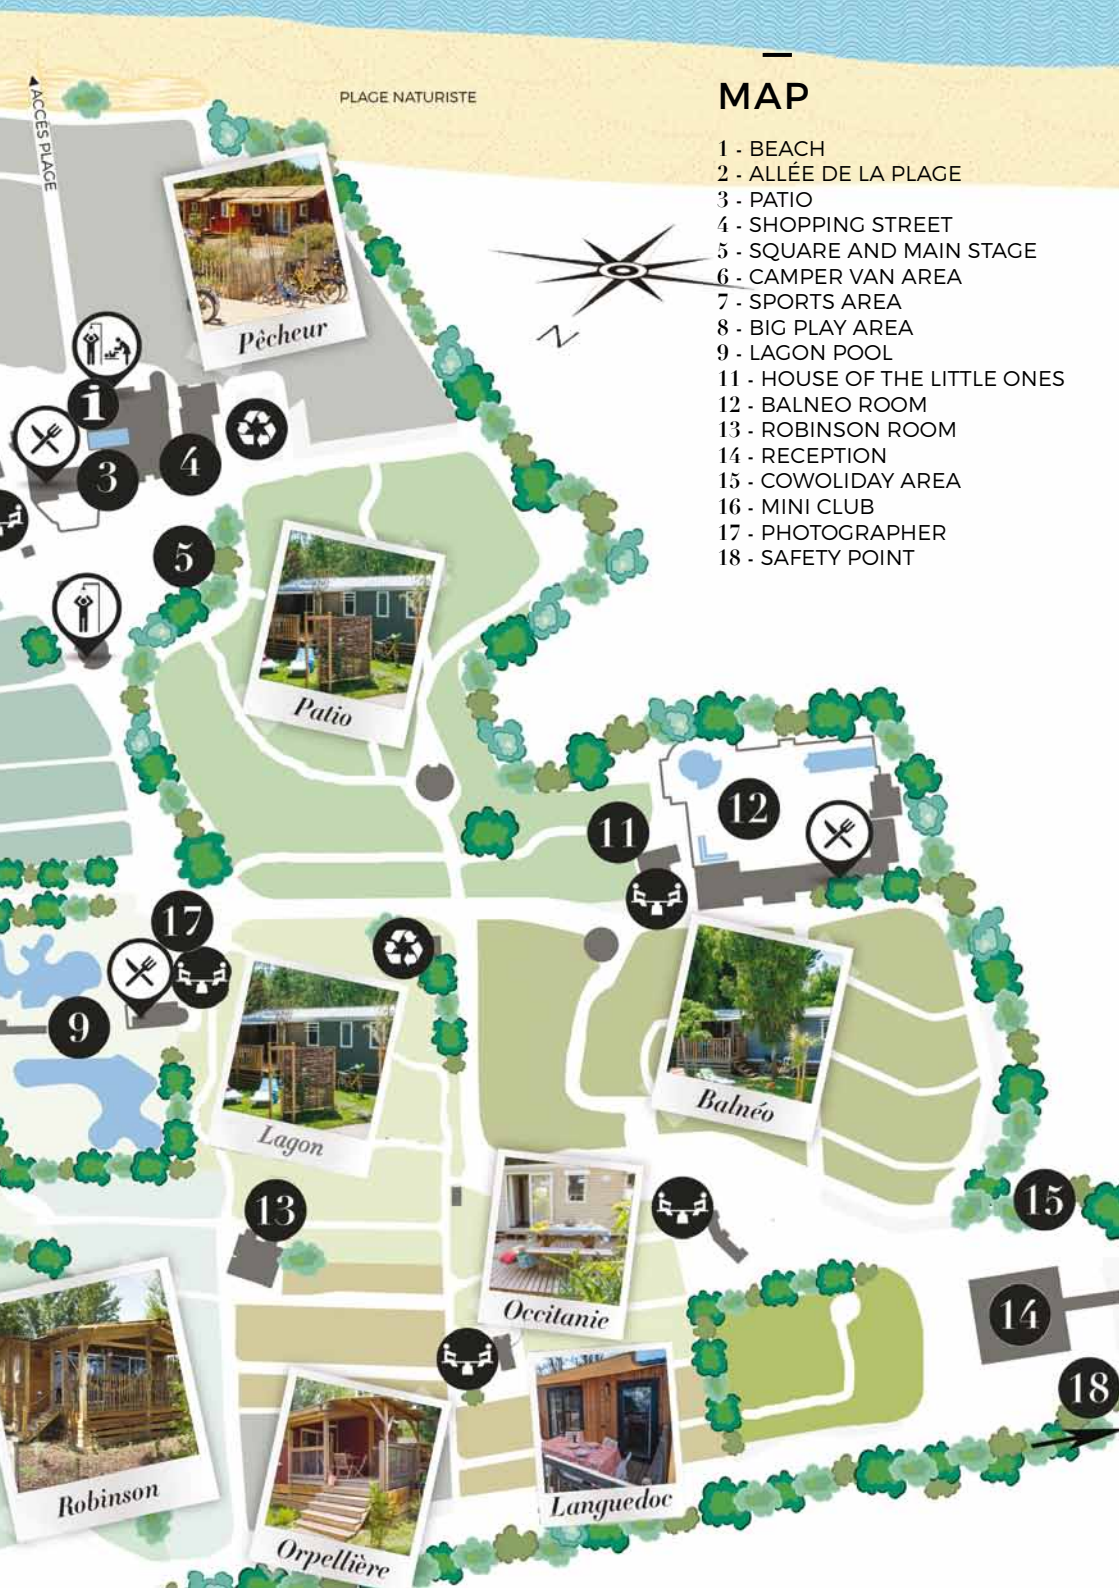 ACCÈS PLAGE
PLAGE NATURISTE
MAP
1 - BEACH
2 - ALLÉE DE LA PLAGE
3 - PATIO
4 - SHOPPING STREET
5 - SQUARE AND MAIN STAGE
6 - CAMPER VAN AREA
7 - SPORTS AREA
8 - BIG PLAY AREA
9 - LAGON POOL
11 - HOUSE OF THE LITTLE ONES
12 - BALNEO ROOM
13 - ROBINSON ROOM
14 - RECEPTION
15 - COWOLIDAY AREA
16 - MINI CLUB
17 - PHOTOGRAPHER
18 - SAFETY POINT
N
Pêcheur
i
3
4
5
Patio
11
12
17
9
Lagon
Balnéo
13
15
Occitanie
14
18
Robinson
Orpellière
Languedoc